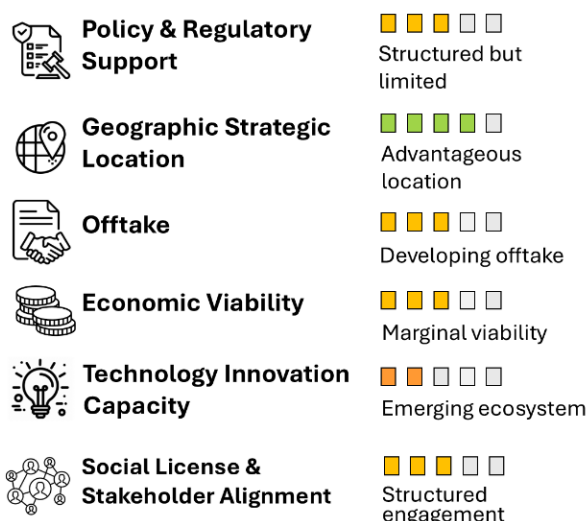 Policy & Regulatory
Support
Structured but
limited
Geographic Strategic
Location
Advantageous
location
Offtake
Developing offtake
Economic Viability
Marginal viability
Technology Innovation
Capacity
Emerging ecosystem
Social License &
Stakeholder Alignment
Structured
engagement